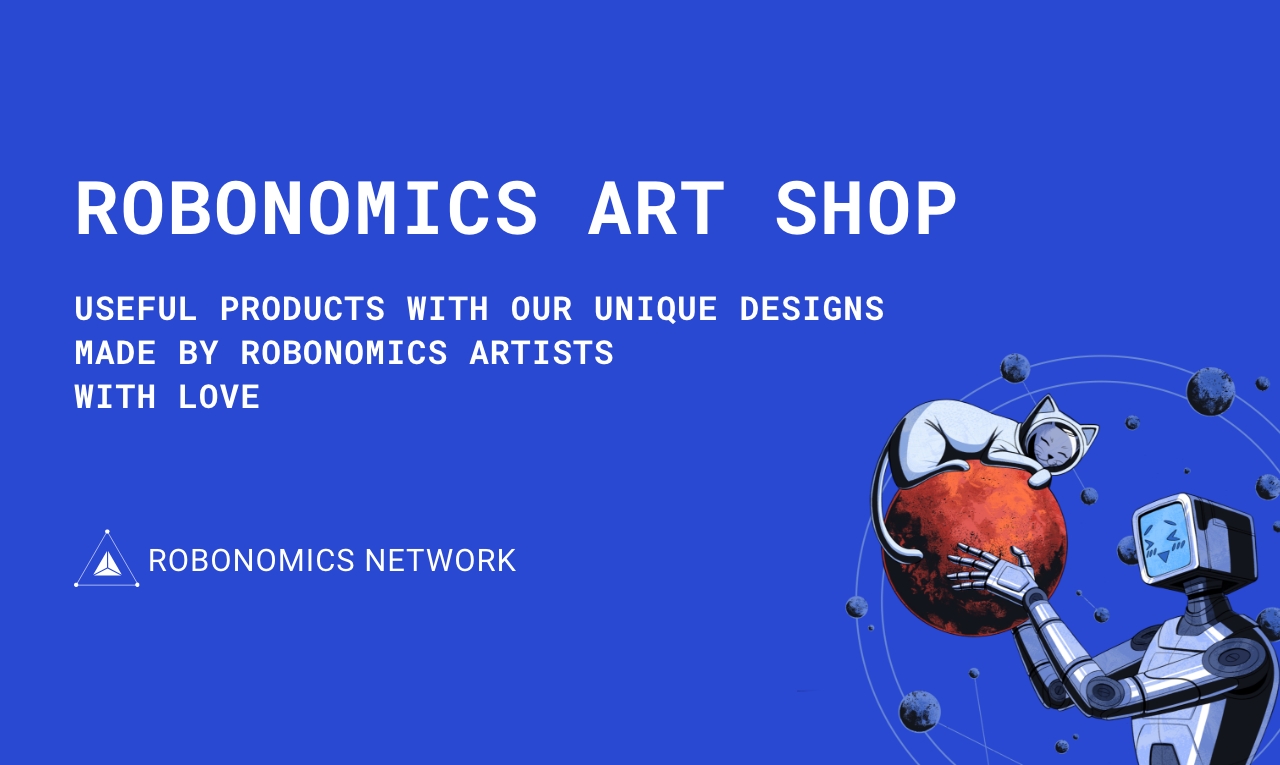 ROBONOMICS ART SHOP
USEFUL PRODUCTS WITH OUR UNIQUE DESIGNS
MADE BY ROBONOMICS ARTISTS
WITH LOVE
ROBONOMICS NETWORK